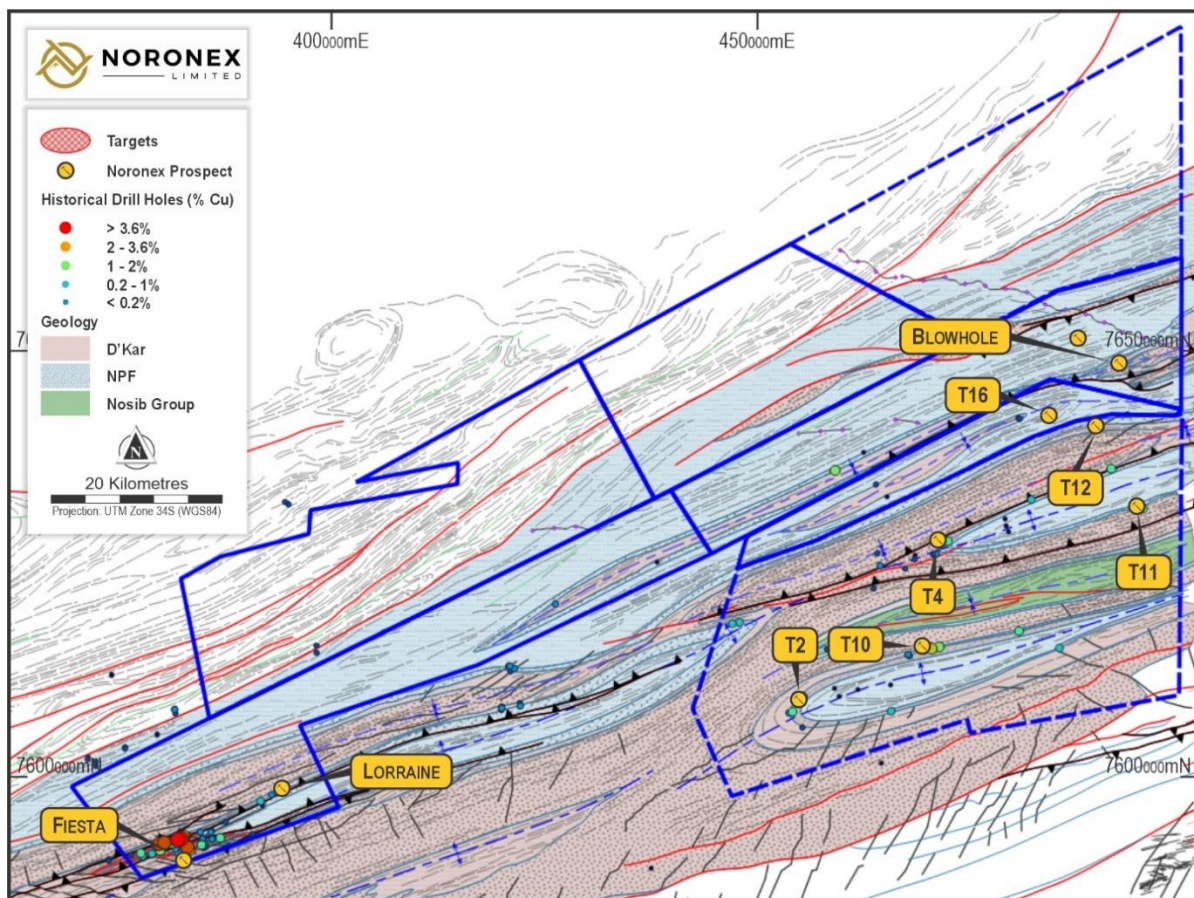 400000mE
450000mE
NORONEX
LIMITED
Targets
Noronex Prospect
Historical Drill Holes (% Cu)
> 3.6%
2 - 3.6%
1 - 2%
0.2 - 1%
< 0.2%
Geology
D'Kar
NPF
Nosib Group
N
20 Kilometres
Projection: UTM Zone 34S (WGS84)
70
BLOWHOLE
7650000mN
T16
T12
T11
T4
T10
T2
7600000mN
LORRAINE
7600000mN
FIESTA